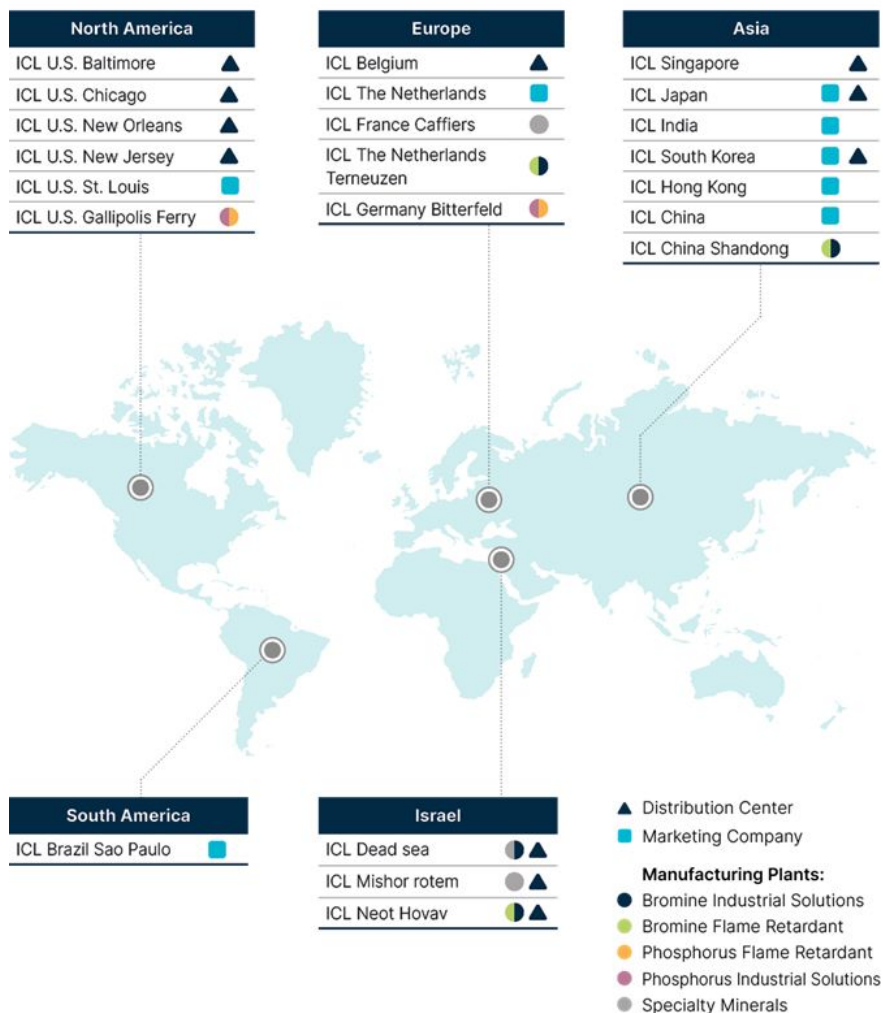 North America
ICL U.S. Baltimore
ICL U.S. Chicago
ICL U.S. New Orleans
ICL U.S. New Jersey
ICL U.S. St. Louis
ICL U.S. Gallipolis Ferry
Europe
ICL Belgium
ICL The Netherlands
ICL France Caffiers
ICL The Netherlands
Terneuzen
ICL Germany Bitterfeld
Asia
ICL Singapore
ICL Japan
ICL India
ICL South Korea
ICL Hong Kong
ICL China
ICL China Shandong
South America
ICL Brazil Sao Paulo
Israel
ICL Dead sea
ICL Mishor rotem
ICL Neot Hovav
Distribution Center
Marketing Company
Manufacturing Plants:
Bromine Industrial Solutions
Bromine Flame Retardant
Phosphorus Flame Retardant
Phosphorus Industrial Solutions
Specialty Minerals